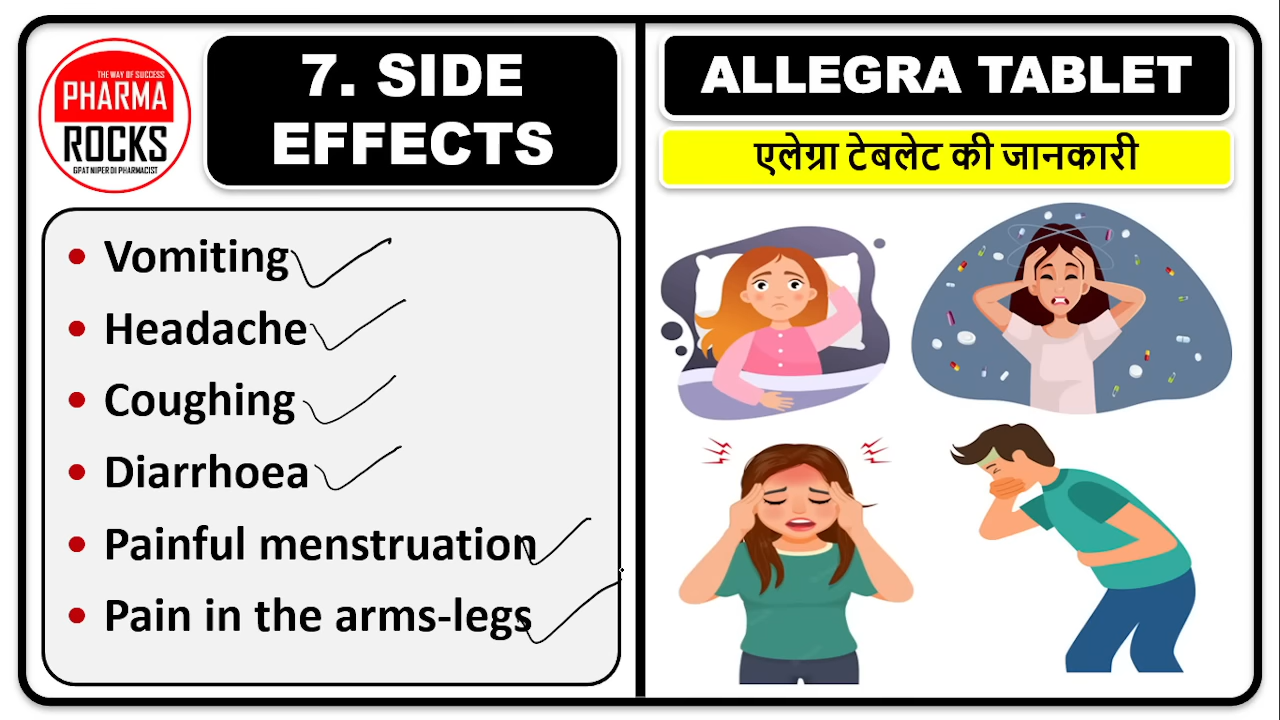 THE WAY OF SUCCESS
PHARMA
ROCKS
GPAT NIPER DI PHARMACIST
7. SIDE
EFFECTS
ALLEGRA TABLET
एलेग्रा टेबलेट की जानकारी
• Vomiting
• Headache
• Coughing
• Diarrhoea
• Painful menstruation
• Pain in the arms-legs